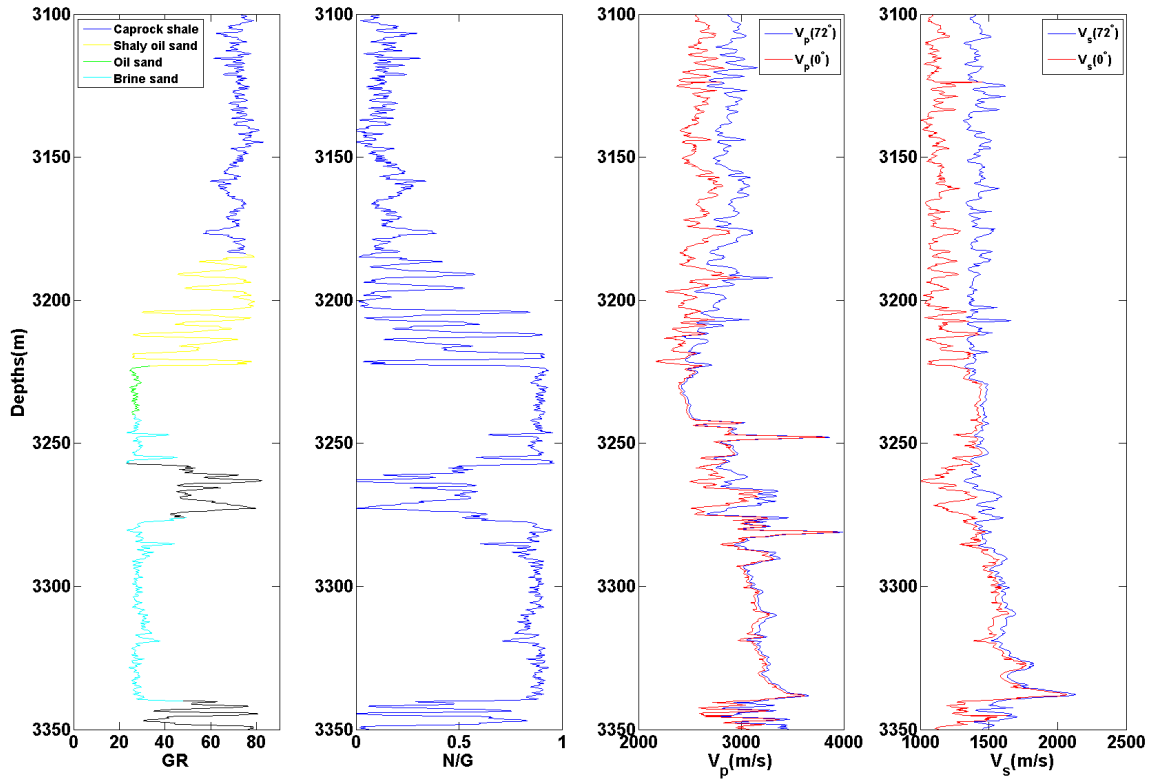 Caprock shale
Shaly oil sand
Oil sand
Brine sand
Depths(m)
3100
3150
3200
3250
3300
3350
0 20 40 60 80
GR
3100
3150
3200
3250
3300
3350
0 0.5 1
N/G
Vp(72°)
Vp(0°)
3100
3150
3200
3250
3300
3350
2000 3000 4000
Vp(m/s)
Vs(72°)
Vs(0°)
3100
3150
3200
3250
3300
3350
1000 1500 2000 2500
Vs(m/s)